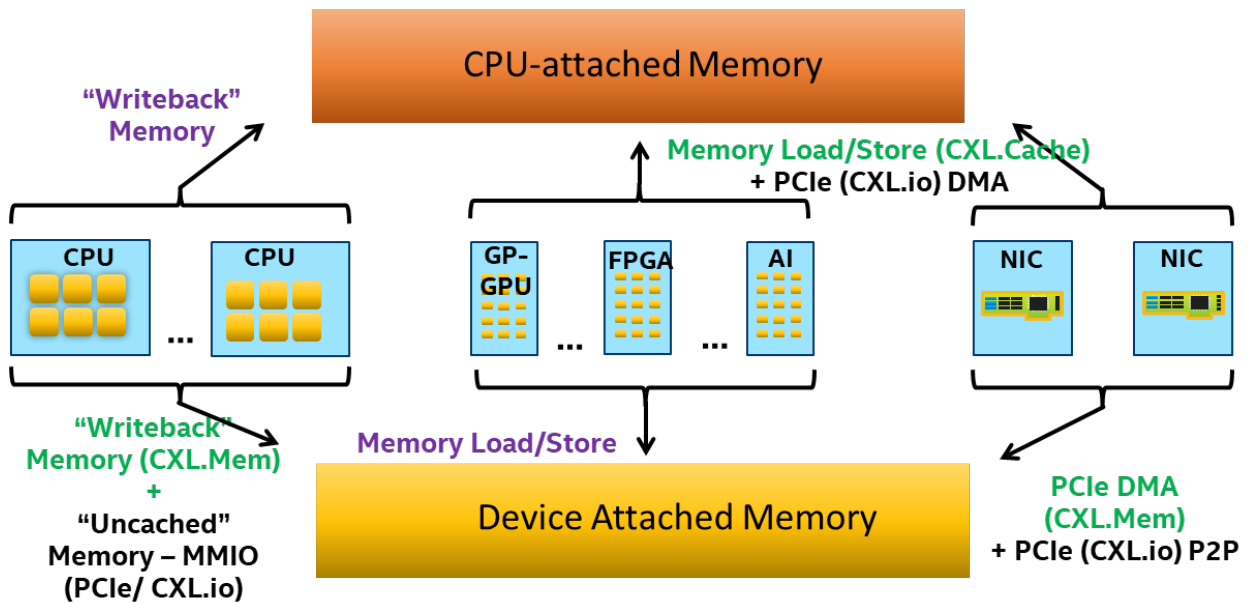 CPU-attached Memory
“Writeback”
Memory
Memory Load/Store (CXL.Cache)
+ PCIe (CXL.io) DMA
CPU
...
CPU
GP-
GPU
...
FPGA
...
AI
NIC
NIC
“Writeback”
Memory (CXL.Mem)
+
“Uncached”
Memory – MMIO
(PCIe/ CXL.io)
Memory Load/Store
Device Attached Memory
PCIe DMA
(CXL.Mem)
+ PCIe (CXL.io) P2P